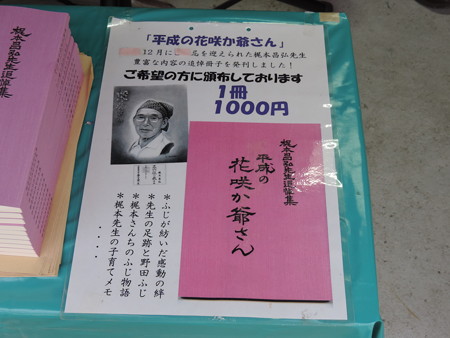 「平成の花咲か爺さん」
12月に
を迎えられた梶本昌弘先生
豊富な内容の追悼冊子を発刊しました！
ご希望の方に頒布しております
1冊
1000円
梶本昌弘先生追悼集
平成の
花咲か爺さん
＊ふじが紡いだ感動の絆
＊先生の足跡と野田ふじ
＊梶本さんちのふじ物語
＊梶本先生の子育てメモ
・・・・
梶本昌弘先生追悼集